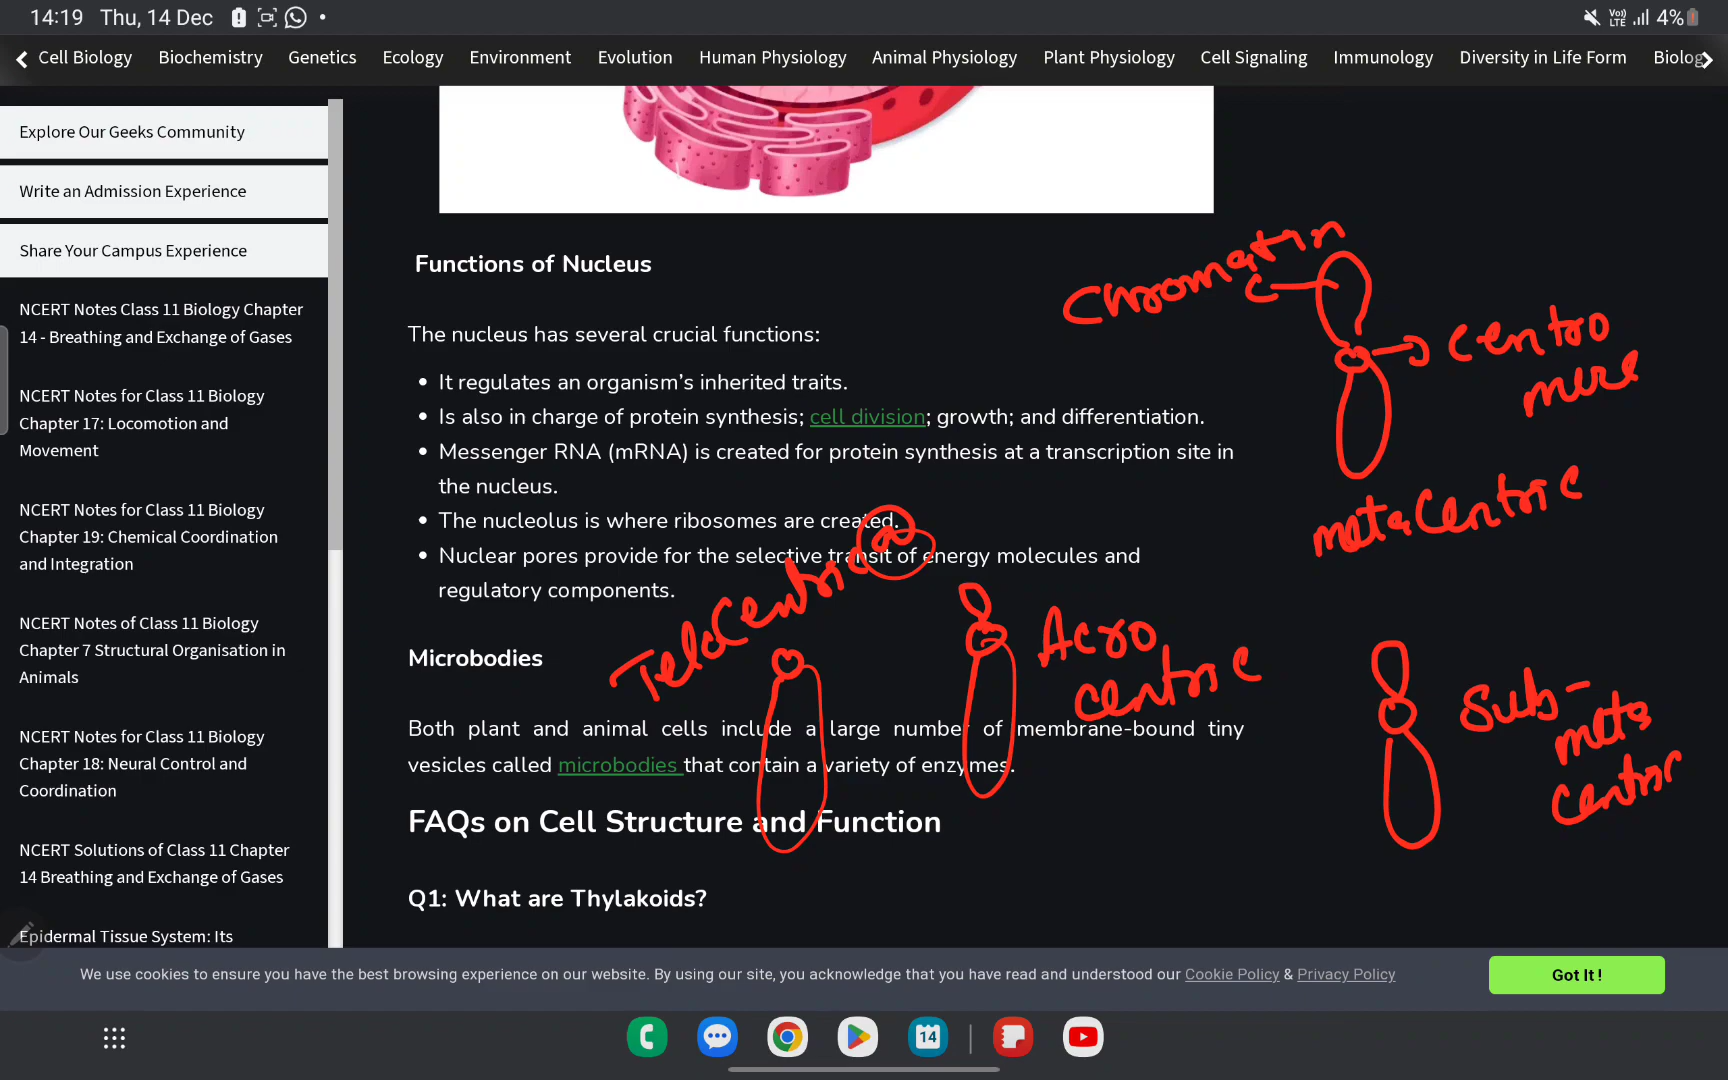 14:19 Thu, 14 Dec
4%
Cell Biology Biochemistry Genetics Ecology Environment Evolution Human Physiology Animal Physiology Plant Physiology Cell Signaling Immunology Diversity in Life Form Biolog
Explore Our Geeks Community
Write an Admission Experience
Share Your Campus Experience
NCERT Notes Class 11 Biology Chapter
14 - Breathing and Exchange of Gases
NCERT Notes for Class 11 Biology
Chapter 17: Locomotion and
Movement
NCERT Notes for Class 11 Biology
Chapter 19: Chemical Coordination
and Integration
NCERT Notes of Class 11 Biology
Chapter 7 Structural Organisation in
Animals
NCERT Notes for Class 11 Biology
Chapter 18: Neural Control and
Coordination
NCERT Solutions of Class 11 Chapter
14 Breathing and Exchange of Gases
Epidermal Tissue System: Its
Functions of Nucleus
The nucleus has several crucial functions:
• It regulates an organism's inherited traits.
• Is also in charge of protein synthesis; cell division; growth; and differentiation.
• Messenger RNA (mRNA) is created for protein synthesis at a transcription site in
the nucleus.
• The nucleolus is where ribosomes are created.
• Nuclear pores provide for the selective transit of energy molecules and
regulatory components.
Microbodies
Both plant and animal cells include a large number of membrane-bound tiny
vesicles called microbodies that contain a variety of enzymes.
FAQs on Cell Structure and Function
Q1: What are Thylakoids?
Chromatin
centro
mere
metacentric
Telocentric
Acro
centric
Sub-
meta
centric
We use cookies to ensure you have the best browsing experience on our website. By using our site, you acknowledge that you have read and understood our Cookie Policy & Privacy Policy
Got It !
14